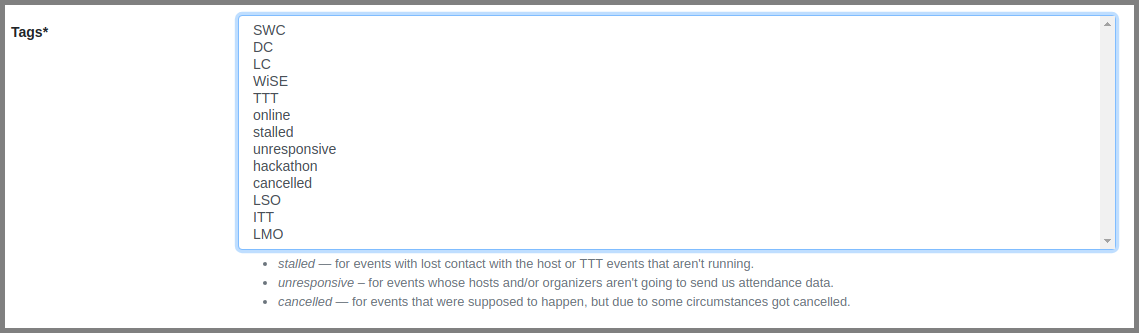 Tags*
SWC
DC
LC
WiSE
TTT
online
stalled
unresponsive
hackathon
cancelled
LSO
ITT
LMO
• stalled — for events with lost contact with the host or TTT events that aren't running.
• unresponsive – for events whose hosts and/or organizers aren't going to send us attendance data.
• cancelled — for events that were supposed to happen, but due to some circumstances got cancelled.